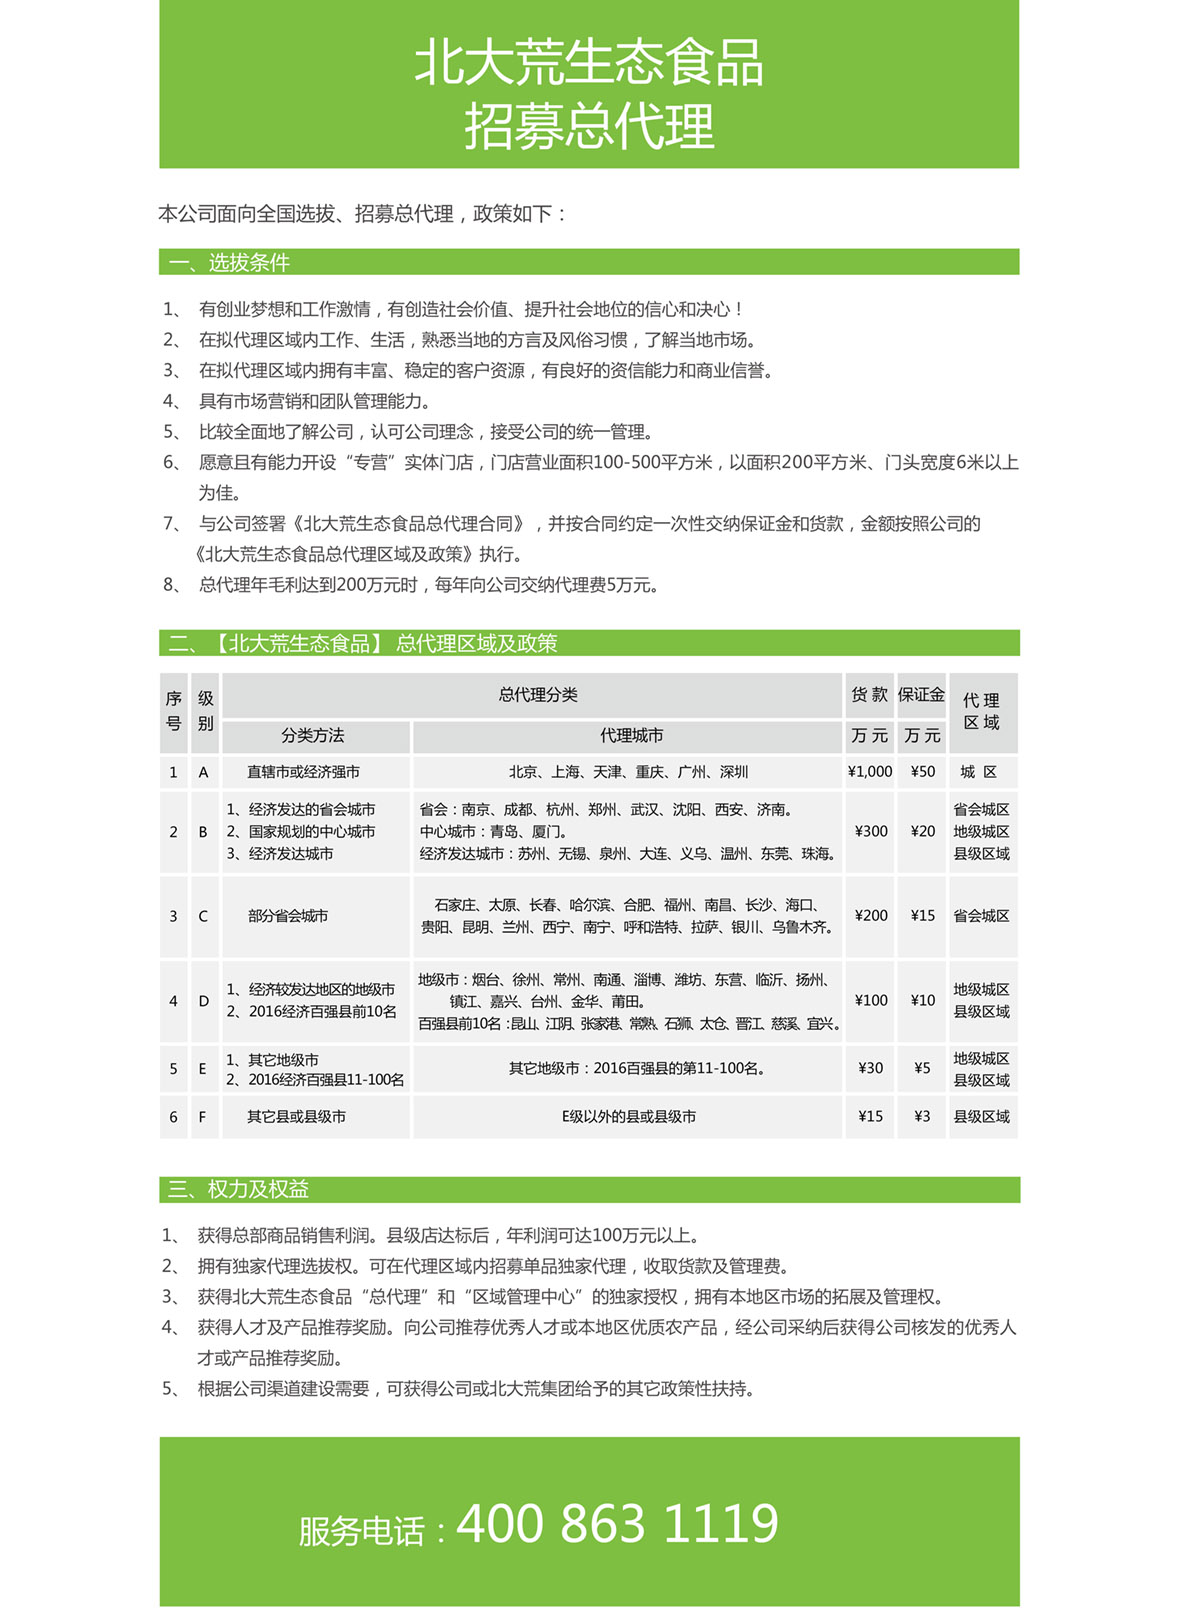 北大荒生态食品
招募总代理
本公司面向全国选拔、招募总代理，政策如下：
一、选拔条件
1、 有创业梦想和工作激情，有创造社会价值、提升社会地位的信心和决心！
2、 在拟代理区域内工作、生活，熟悉当地的方言及风俗习惯，了解当地市场。
3、 在拟代理区域内拥有丰富、稳定的客户资源，有良好的资信能力和商业信誉。
4、 具有市场营销和团队管理能力。
5、 比较全面地了解公司，认可公司理念，接受公司的统一管理。
6、 愿意且有能力开设“专营”实体门店，门店营业面积100-500平方米，以面积200平方米、门头宽度6米以上
为佳。
7、 与公司签署《北大荒生态食品总代理合同》，并按合同约定一次性交纳保证金和货款，金额按照公司的
《北大荒生态食品总代理区域及政策》执行。
8、 总代理年毛利达到200万元时，每年向公司交纳代理费5万元。
二、【北大荒生态食品】 总代理区域及政策
序号 级别 总代理分类 货 款 保证金 代 理 区 域
分类方法 代理城市 万 元 万 元
1 A 直辖市或经济强市 北京、上海、天津、重庆、广州、深圳 ¥1,000 ¥50 城 区
1、经济发达的省会城市 省会：南京、成都、杭州、郑州、武汉、沈阳、西安、济南。 省会城区
2 B 2、国家规划的中心城市 中心城市：青岛、厦门。 ¥300 ¥20 地级城区
3、经济发达城市 经济发达城市：苏州、无锡、泉州、大连、义乌、温州、东莞、珠海。 县级区域
石家庄、太原、长春、哈尔滨、合肥、福州、南昌、长沙、海口、
3 C 部分省会城市 贵阳、昆明、兰州、西宁、南宁、呼和浩特、拉萨、银川、乌鲁木齐。 ¥200 ¥15 省会城区
地级市：烟台、徐州、常州、南通、淄博、潍坊、东营、临沂、扬州、
1、经济较发达地区的地级市 镇江、嘉兴、台州、金华、莆田。 地级城区
4 D 2、2016经济百强县前10名 百强县前10名：昆山、江阴、张家港、常熟、石狮、太仓、晋江、慈溪、宜兴。 ¥100 ¥10 县级区域
1、其它地级市 地级城区
5 E 2、2016经济百强县11-100名 其它地级市：2016百强县的第11-100名。 ¥30 ¥5 县级区域
6 F 其它县或县级市 E级以外的县或县级市 ¥15 ¥3 县级区域
三、权力及权益
1、 获得总部商品销售利润。县级店达标后，年利润可达100万元以上。
2、 拥有独家代理选拔权。可在代理区域内招募单品独家代理，收取货款及管理费。
3、 获得北大荒生态食品“总代理”和“区域管理中心”的独家授权，拥有本地区市场的拓展及管理权。
4、 获得人才及产品推荐奖励。向公司推荐优秀人才或本地区优质农产品，经公司采纳后获得公司核发的优秀人
才或产品推荐奖励。
5、 根据公司渠道建设需要，可获得公司或北大荒集团给予的其它政策性扶持。
服务电话：400 863 1119